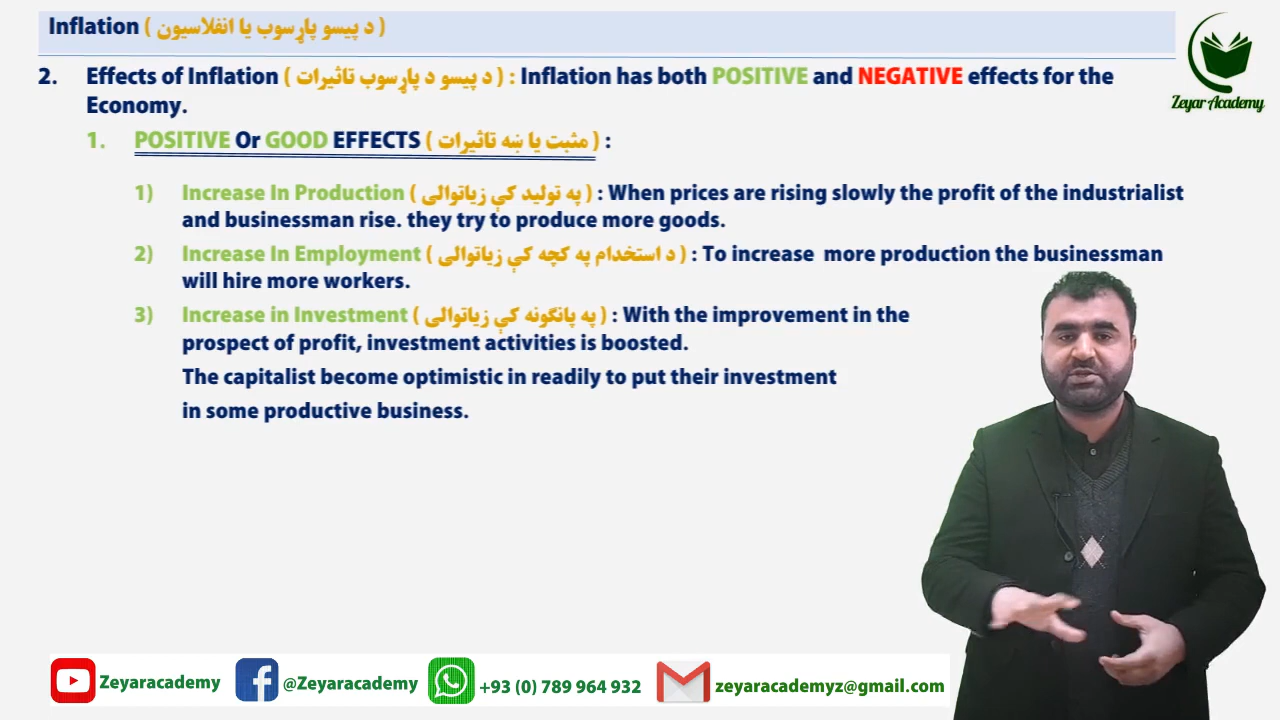 Inflation ( د پیسو پاړسوب یا انفلاسیون )
Zeyar Academy
2. Effects of Inflation ( د پیسو د پاړسوب تاثیرات ) : Inflation has both POSITIVE and NEGATIVE effects for the
Economy.
1. POSITIVE Or GOOD EFFECTS ( مثبت یا ښه تاثیرات ) :
1) Increase In Production ( په تولید کې زیاتوالی ) : When prices are rising slowly the profit of the industrialist
and businessman rise. they try to produce more goods.
2) Increase In Employment ( د استخدام په کچه کې زیاتوالی ) : To increase more production the businessman
will hire more workers.
3) Increase in Investment ( په پانګونه کې زیاتوالی ) : With the improvement in the
prospect of profit, investment activities is boosted.
The capitalist become optimistic in readily to put their investment
in some productive business.
Zeyaracademy @Zeyaracademy +93 (0) 789 964 932 zeyaracademyz@gmail.com